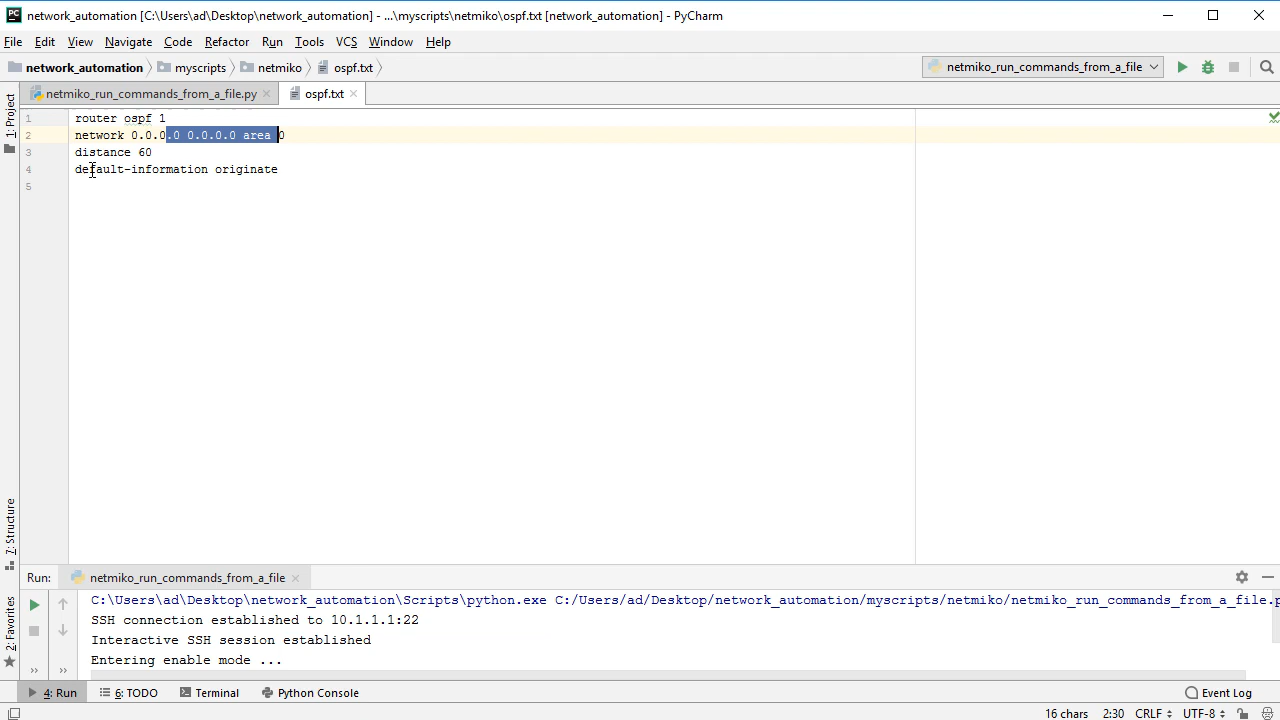 network_automation [C:\Users\ad\Desktop\network_automation] - ...\myscripts\netmiko\ospf.txt [network_automation] - PyCharm
File Edit View Navigate Code Refactor Run Tools VCS Window Help
network_automation myscripts netmiko ospf.txt netmiko_run_commands_from_a_file
netmiko_run_commands_from_a_file.py ospf.txt
1: Project
1 router ospf 1
2 network 0.0.0.0 0.0.0.0 area 0
3 distance 60
4 default-information originate
5
7: Structure
2: Favorites
Run: netmiko_run_commands_from_a_file
C:\Users\ad\Desktop\network_automation\Scripts\python.exe C:/Users/ad/Desktop/network_automation/myscripts/netmiko/netmiko_run_commands_from_a_file.p
SSH connection established to 10.1.1.1:22
Interactive SSH session established
Entering enable mode ...
4: Run 6: TODO Terminal Python Console Event Log
16 chars 2:30 CRLF UTF-8